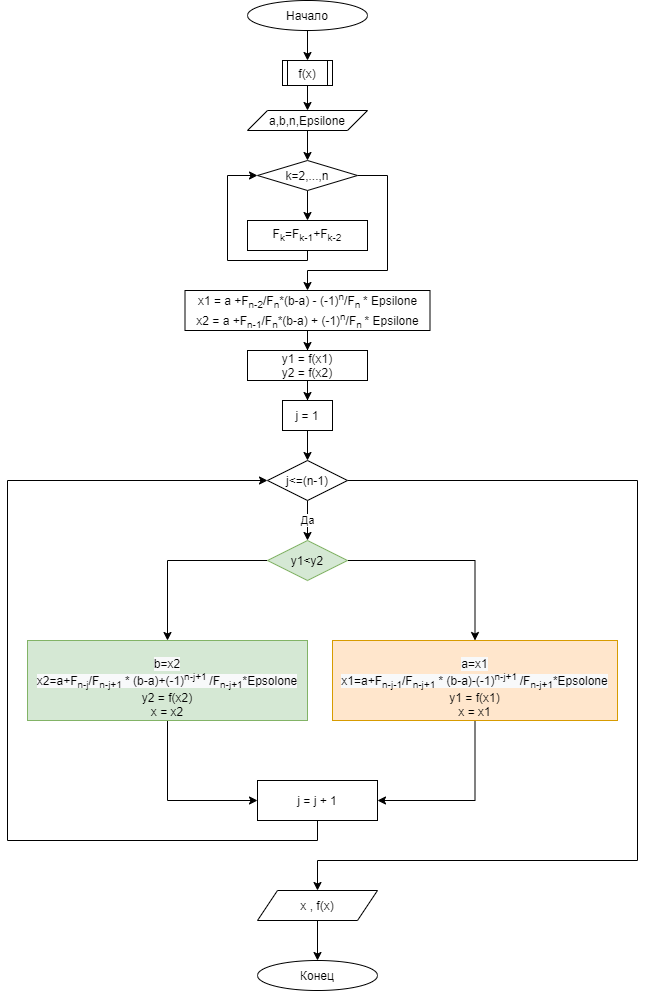 Начало
f(x)
a,b,n,Epsilone
k=2,...,n
Fk=Fk-1+Fk-2
x1 = a +Fn-2/Fn*(b-a) - (-1)^n/Fn * Epsilone
x2 = a +Fn-1/Fn*(b-a) + (-1)^n/Fn * Epsilone
y1 = f(x1)
y2 = f(x2)
j = 1
j<=(n-1)
Да
y1<y2
b=x2
x2=a+Fn-j/Fn-j+1 * (b-a)+(-1)^n-j+1 /Fn-j+1*Epsolone
y2 = f(x2)
x = x2
a=x1
x1=a+Fn-j-1/Fn-j+1 * (b-a)-(-1)^n-j+1 /Fn-j+1*Epsolone
y1 = f(x1)
x = x1
j = j + 1
x , f(x)
Конец